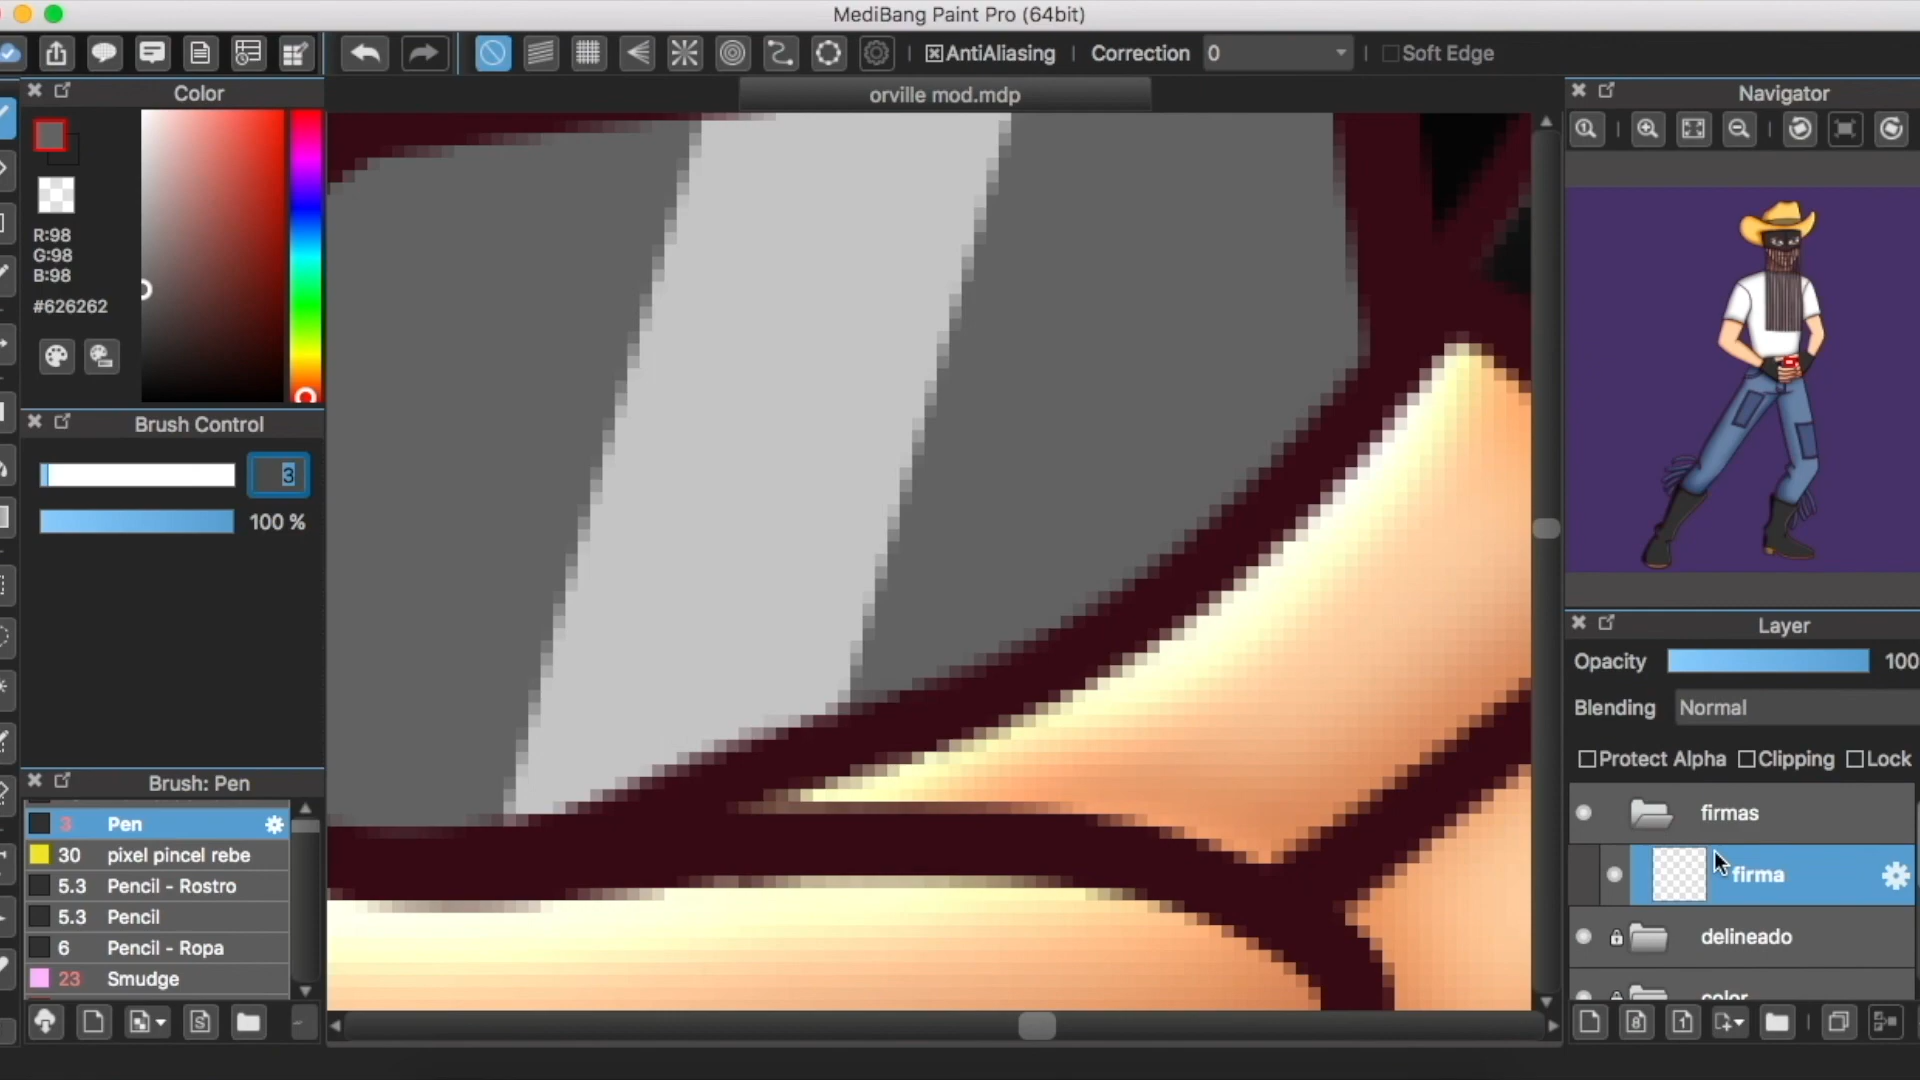 MediBang Paint Pro (64bit)
AntiAliasing
Correction
0
Soft Edge
Color
orville mod.mdp
Navigator
R:98
G:98
B:98
#626262
Brush Control
3
100 %
Layer
Opacity
100
Blending
Normal
Protect Alpha
Clipping
Lock
Brush: Pen
3 Pen
30 pixel pincel rebe
5.3 Pencil - Rostro
5.3 Pencil
6 Pencil - Ropa
23 Smudge
firmas
firma
delineado
color